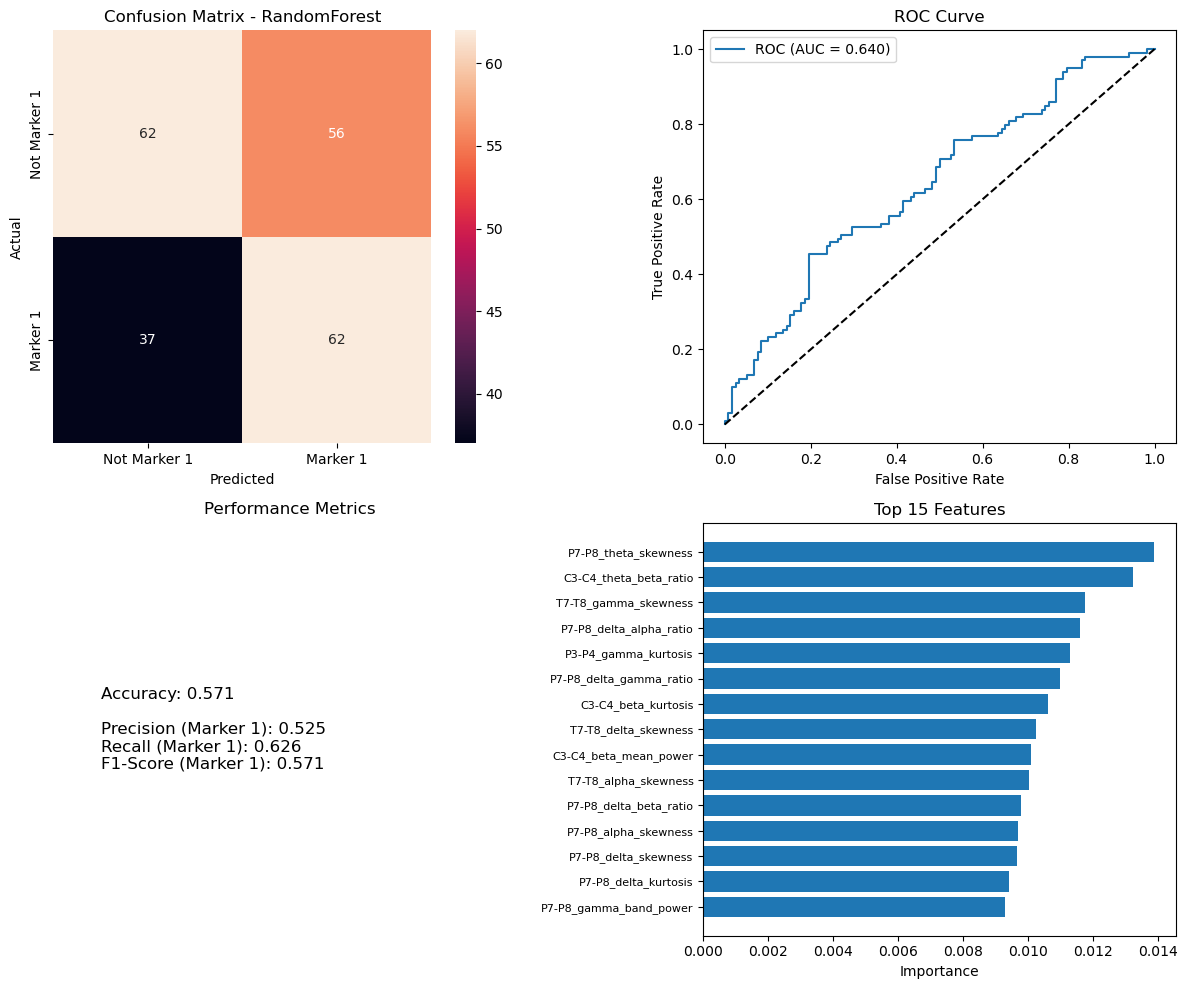 Confusion Matrix - RandomForest
Not Marker 1
Marker 1
Actual
62
56
37
62
Not Marker 1
Marker 1
Predicted
60
55
50
45
40
ROC Curve
ROC (AUC = 0.640)
True Positive Rate
1.0
0.8
0.6
0.4
0.2
0.0
0.0
0.2
0.4
0.6
0.8
1.0
False Positive Rate
Performance Metrics
Accuracy: 0.571
Precision (Marker 1): 0.525
Recall (Marker 1): 0.626
F1-Score (Marker 1): 0.571
Top 15 Features
P7-P8_theta_skewness
C3-C4_theta_beta_ratio
T7-T8_gamma_skewness
P7-P8_delta_alpha_ratio
P3-P4_gamma_kurtosis
P7-P8_delta_gamma_ratio
C3-C4_beta_kurtosis
T7-T8_delta_skewness
C3-C4_beta_mean_power
T7-T8_alpha_skewness
P7-P8_delta_beta_ratio
P7-P8_alpha_skewness
P7-P8_delta_skewness
P7-P8_delta_kurtosis
P7-P8_gamma_band_power
0.000
0.002
0.004
0.006
0.008
0.010
0.012
0.014
Importance